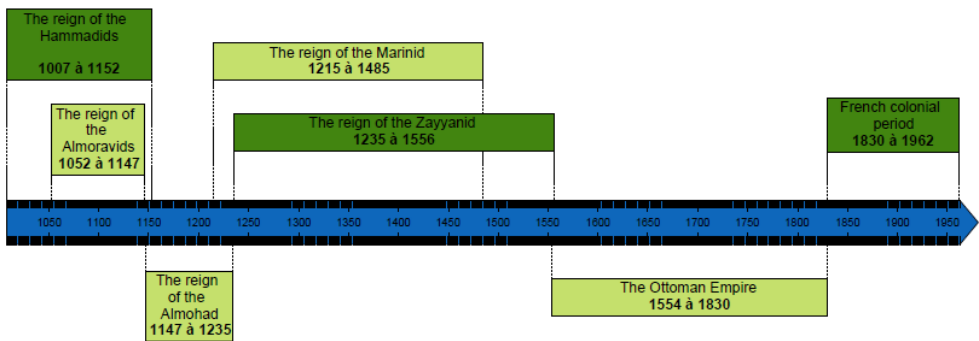 The reign of the
Hammadids
1007 à 1152
The reign of
the
Almoravids
1052 à 1147
The reign of the Marinid
1215 à 1485
The reign of the Zayyanid
1235 à 1556
French colonial
period
1830 à 1962
1050 1100 1150 1200 1250 1300 1350 1400 1450 1500 1550 1600 1650 1700 1750 1800 1850 1900 1950
The reign
of the
Almohad
1147 à 1235
The Ottoman Empire
1554 à 1830